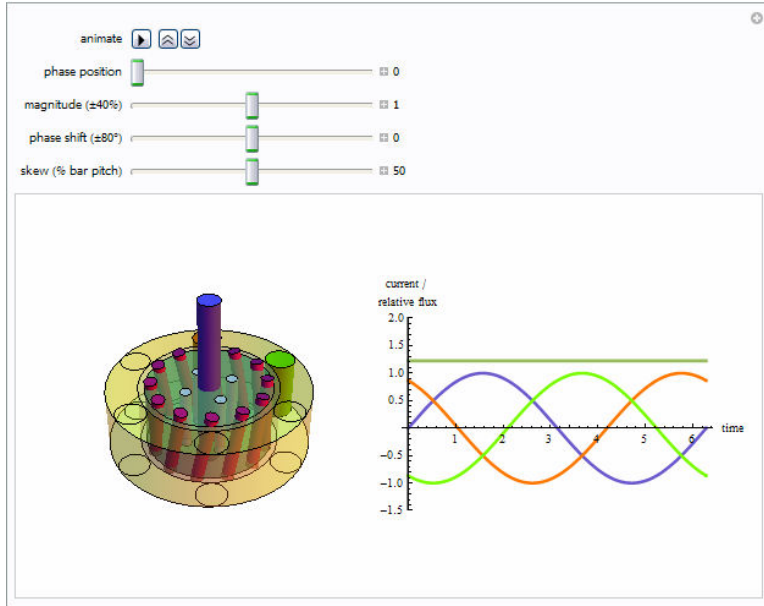 animate
phase position 0
magnitude (±40%) 1
phase shift (±80°) 0
skew (% bar pitch) 50
current /
relative flux
2.0
1.5
1.0
0.5
1 2 3 4 5 6 time
−0.5
−1.0
−1.5